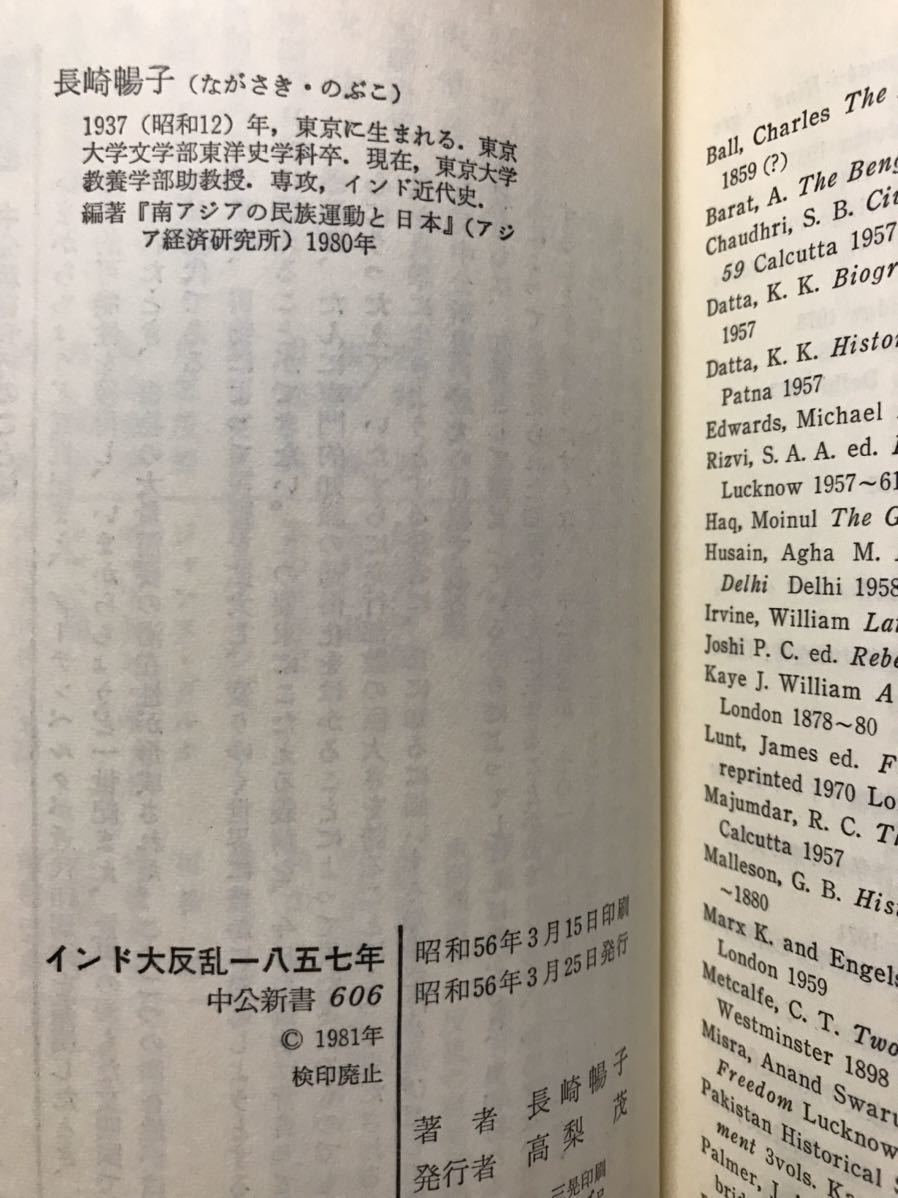 長崎暢子（ながさき・のぶこ）
1937（昭和12）年，東京に生まれる．東京
大学文学部東洋史学科卒．現在，東京大学
教養学部助教授．専攻，インド近代史．
編著『南アジアの民族運動と日本』（アジ
ア経済研究所）1980年
インド大反乱一八五七年
中公新書 606
© 1981年
検印廃止
昭和56年3月15日印刷
昭和56年3月25日発行
著 者 長崎暢子
発行者 高梨 茂
三晃印刷
Ball, Charles The
1859 (?)
Barat, A. The Beng
Chaudhri, S. B. Civ
59 Calcutta 1957
Datta, K. K. Biogr
1957
Datta, K. K. Histor
Patna 1957
Edwards, Michael
Rizvi, S. A. A. ed.
Lucknow 1957～61
Haq, Moinul The G
Husain, Agha M.
Delhi Delhi 1958
Irvine, William Lat
Joshi P. C. ed. Rebe
Kaye J. William A
London 1878～80
Lunt, James ed. F
reprinted 1970 Lo
Majumdar, R. C. Th
Calcutta 1957
Malleson, G. B. Hist
～1880
Marx K. and Engels
London 1959
Metcalfe, C. T. Two
Westminster 1898
Misra, Anand Swaru
Freedom Lucknow
Pakistan Historical S
ment 3vols. K
Palmer, J.
brid